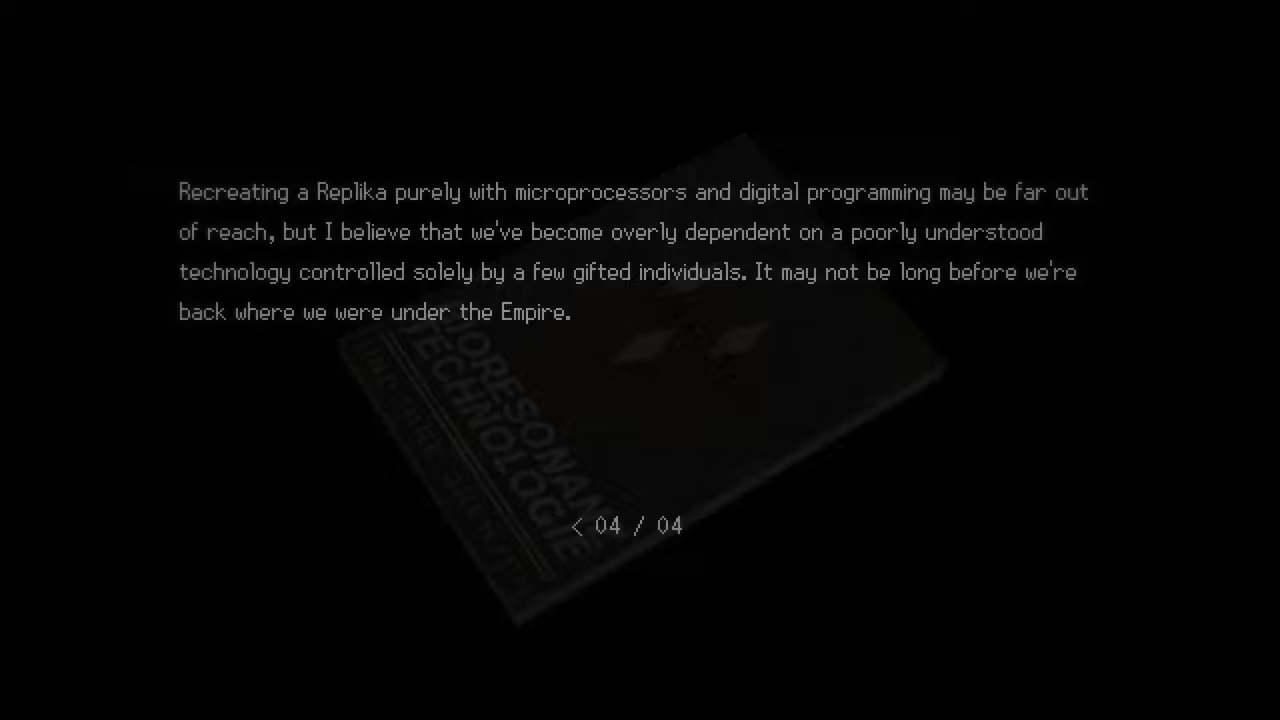 Recreating a Replika purely with microprocessors and digital programming may be far out
of reach, but I believe that we've become overly dependent on a poorly understood
technology controlled solely by a few gifted individuals. It may not be long before we're
back where we were under the Empire.
TECHNOLOGIE
< 04 / 04